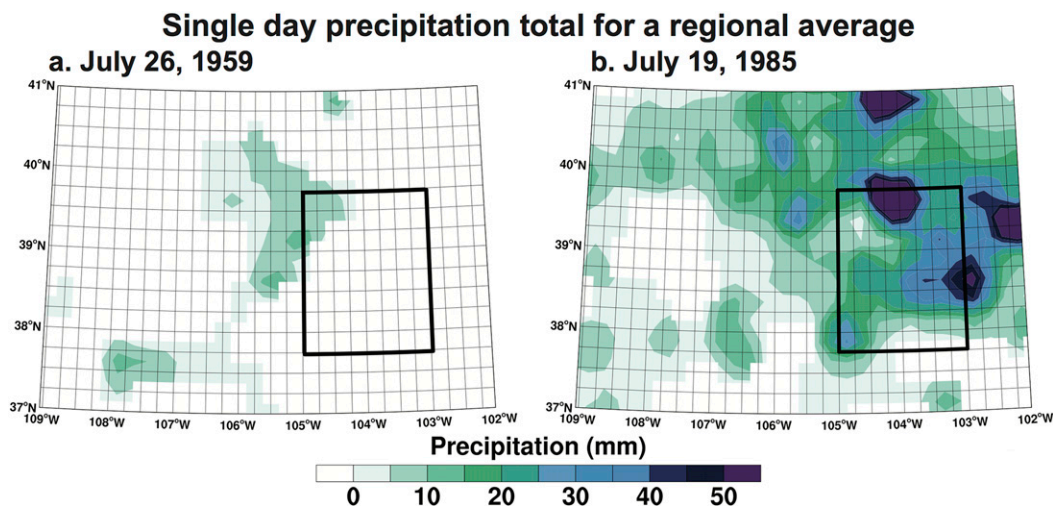 Single day precipitation total for a regional average
a. July 26, 1959
b. July 19, 1985
41°N
40°N
39°N
38°N
37°N
109°W 108°W 107°W 106°W 105°W 104°W 103°W 102°W
41°N
40°N
39°N
38°N
37°N
109°W 108°W 107°W 106°W 105°W 104°W 103°W 102°W
Precipitation (mm)
0 10 20 30 40 50